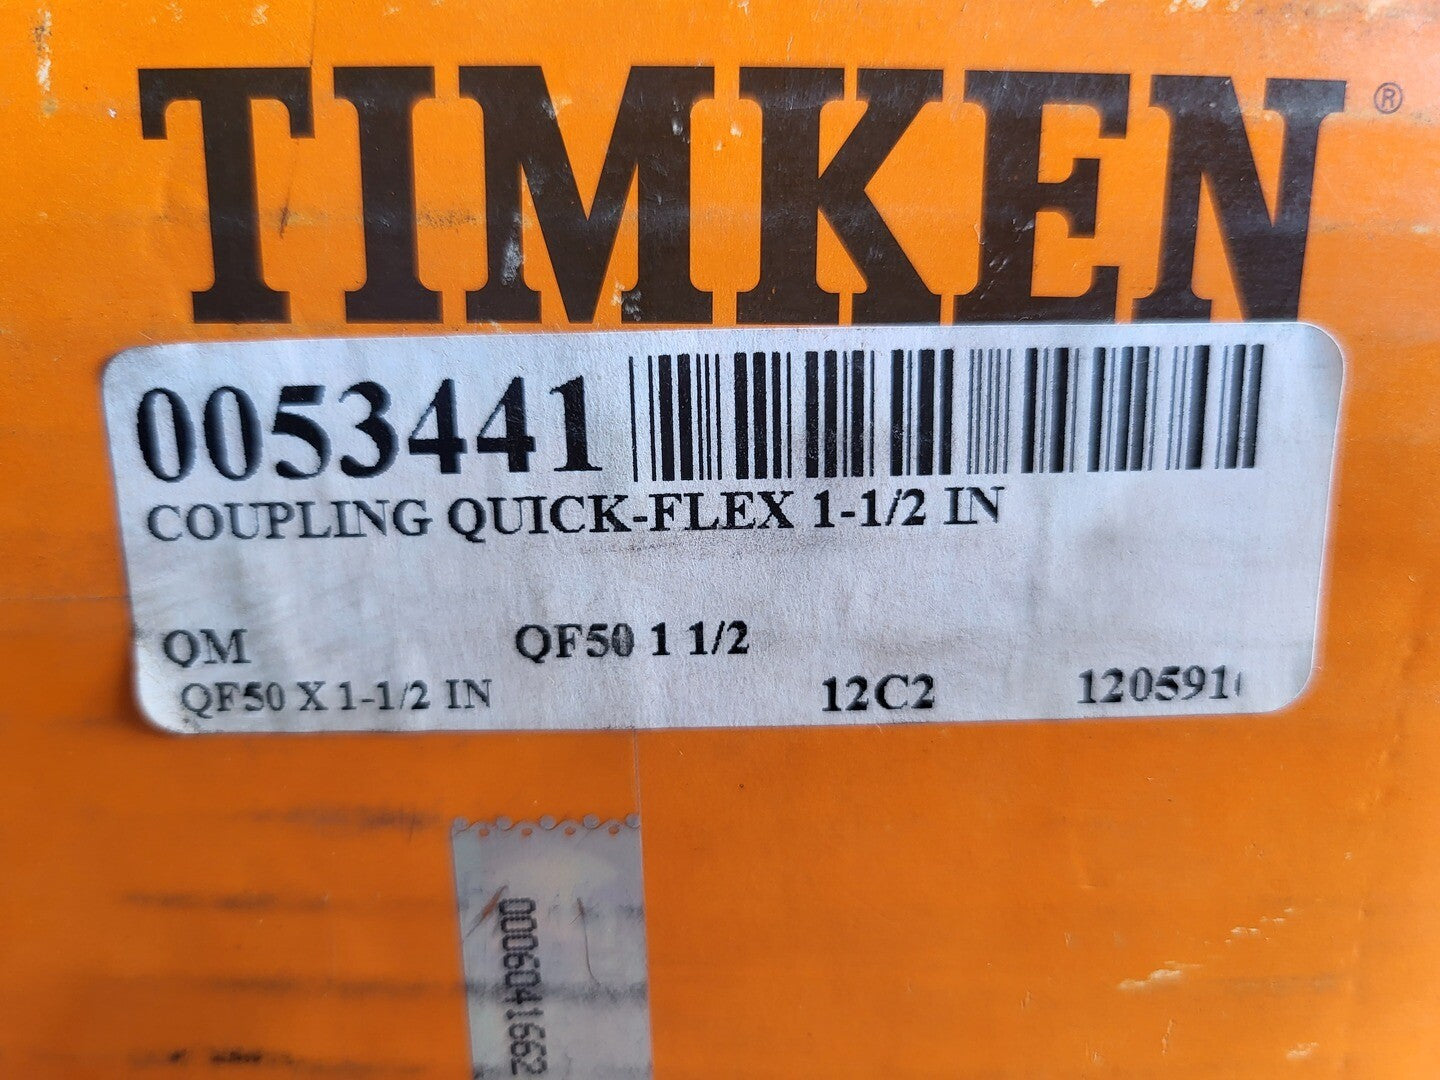 TIMKEN®
0053441
COUPLING QUICK-FLEX 1-1/2 IN
QM QF50 1 1/2
QF50 X 1-1/2 IN 12C2
0006041662